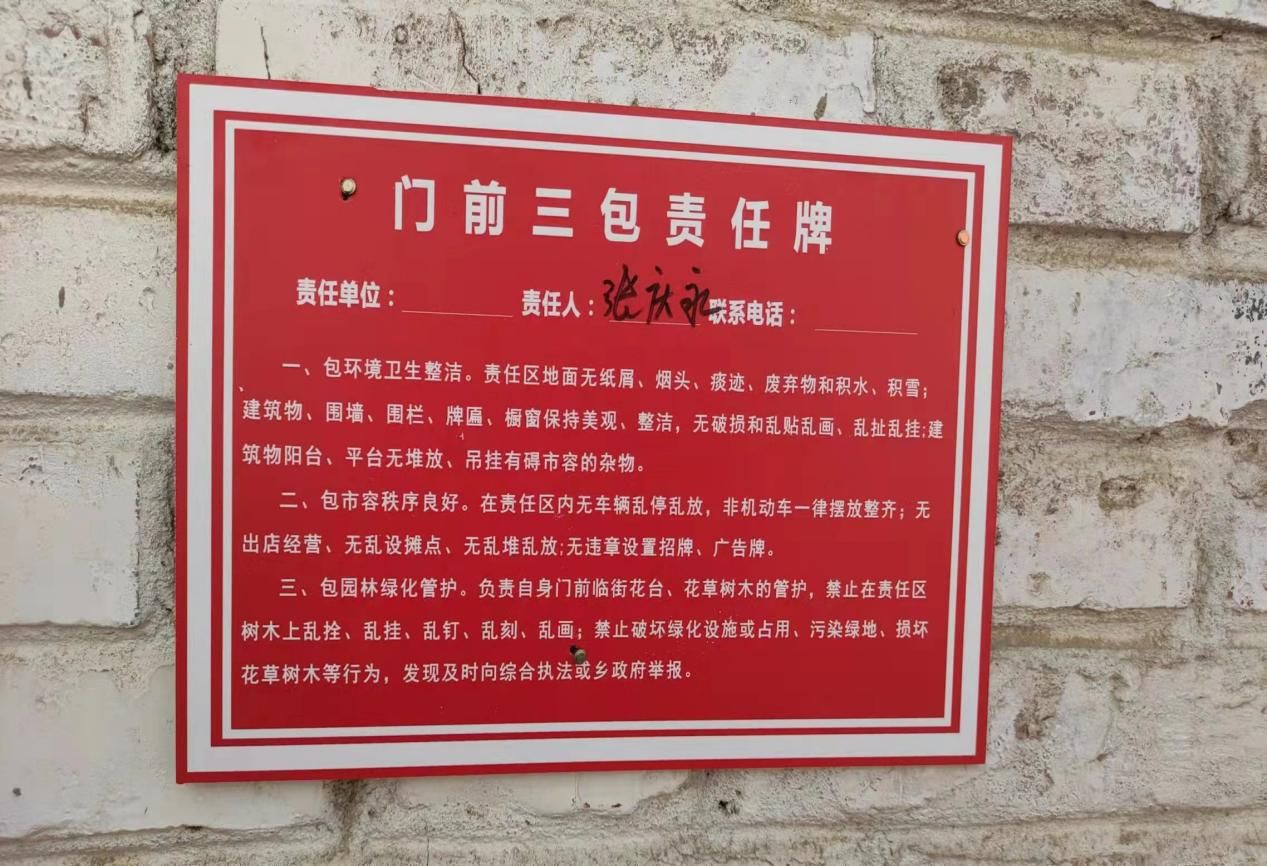 门前三包责任牌
责任单位： 责任人：张庆永 联系电话：
一、包环境卫生整洁。责任区地面无纸屑、烟头、痰迹、废弃物和积水、积雪；
建筑物、围墙、围栏、牌匾、橱窗保持美观、整洁，无破损和乱贴乱画、乱扯乱挂;建
筑物阳台、平台无堆放、吊挂有碍市容的杂物。
二、包市容秩序良好。在责任区内无车辆乱停乱放，非机动车一律摆放整齐；无
出店经营、无乱设摊点、无乱堆乱放;无违章设置招牌、广告牌。
三、包园林绿化管护。负责自身门前临街花台、花草树木的管护，禁止在责任区
树木上乱拴、乱挂、乱钉、乱刻、乱画；禁止破坏绿化设施或占用、污染绿地、损坏
花草树木等行为，发现及时向综合执法或乡政府举报。